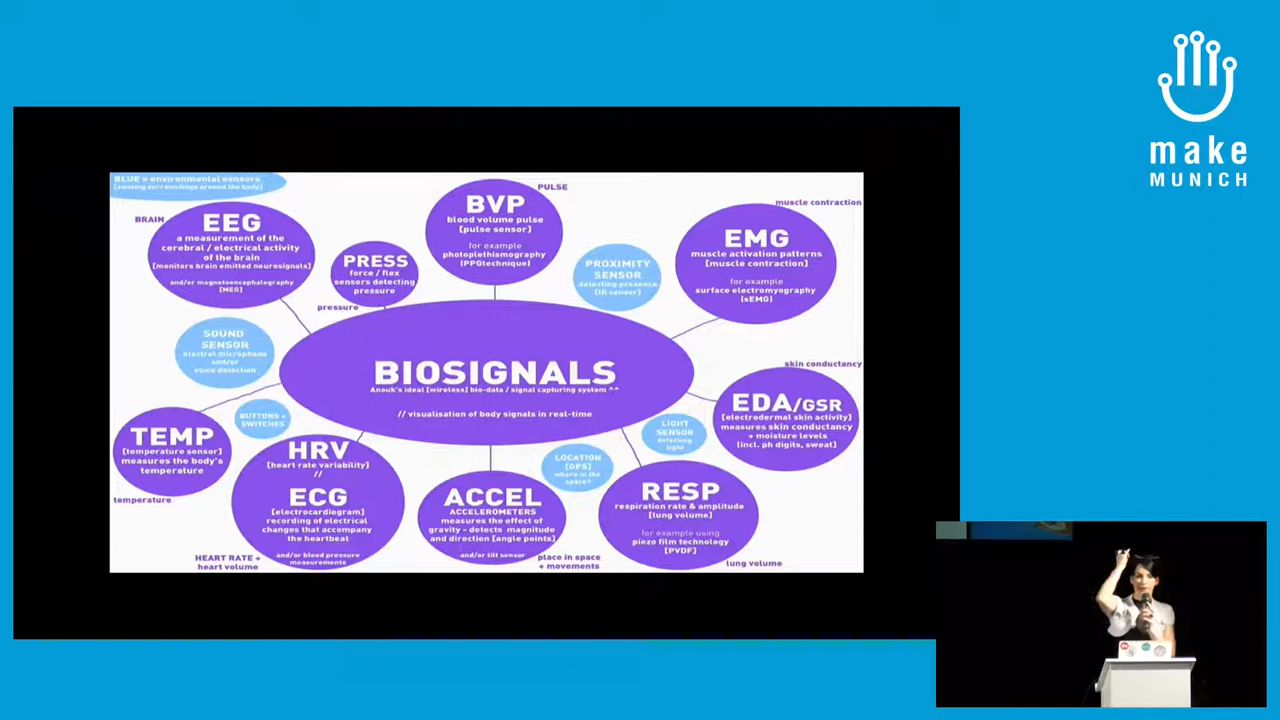 make
MUNICH
BLUE = environmental sensors
[sensing surroundings around the body]
BRAIN
EEG
a measurement of the
cerebral / electrical activity
of the brain
[monitors brain emitted neurosignals]
and/or magnetoencephalography
[MEG]
PRESS
force / flex
sensors detecting
pressure
pressure
PULSE
BVP
blood volume pulse
[pulse sensor]
for example
photoplethismography
(PPGtechnique)
PROXIMITY
SENSOR
detecting presence
[IR sensor]
muscle contraction
EMG
muscle activation patterns
[muscle contraction]
for example
surface electromyography
(sEMG)
SOUND
SENSOR
electret microphone
and/or
voice detection
BIOSIGNALS
Anouk's ideal [wireless] bio-data / signal capturing system ^^
// visualisation of body signals in real-time
skin conductancy
EDA/GSR
[electrodermal skin activity]
measures skin conductancy
+ moisture levels
[incl. ph digits, sweat]
TEMP
[temperature sensor]
measures the body's
temperature
temperature
BUTTONS +
SWITCHES
HRV
[heart rate variability]
//
ECG
[electrocardiogram]
recording of electrical
changes that accompany
the heartbeat
and/or blood pressure
measurements
HEART RATE +
heart volume
ACCEL
ACCELEROMETERS
measures the effect of
gravity - detects magnitude
and direction [angle points]
and/or tilt sensor
place in space
+ movements
LOCATION
[GPS]
where in the
space?
LIGHT
SENSOR
detecting
light
RESP
respiration rate & amplitude
[lung volume]
for example using
piezo film technology
[PVDF]
lung volume